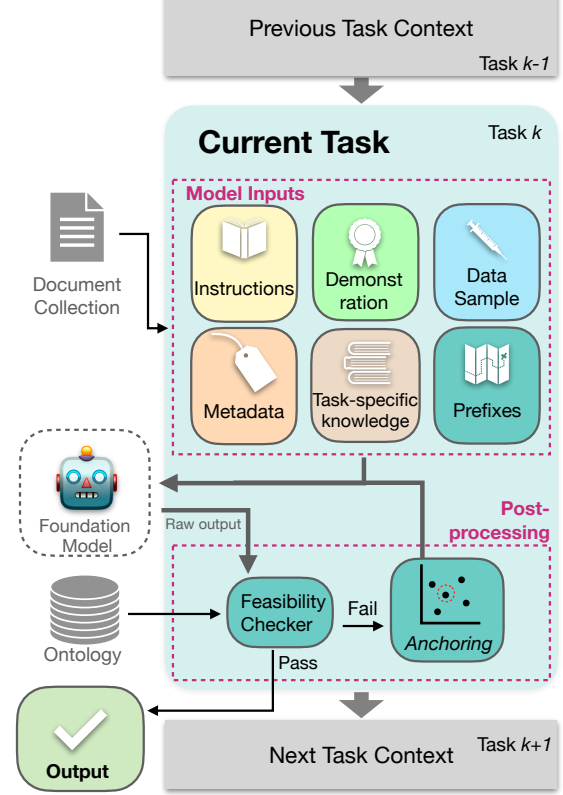 Previous Task Context
Task k-1
Current Task
Task k
Model Inputs
Instructions
Demonst
ration
Data
Sample
Metadata
Task-specific
knowledge
Prefixes
Document
Collection
Foundation
Model
Raw output
Post-
processing
Feasibility
Checker
Fail
Anchoring
Ontology
Pass
Output
Next Task Context
Task k+1